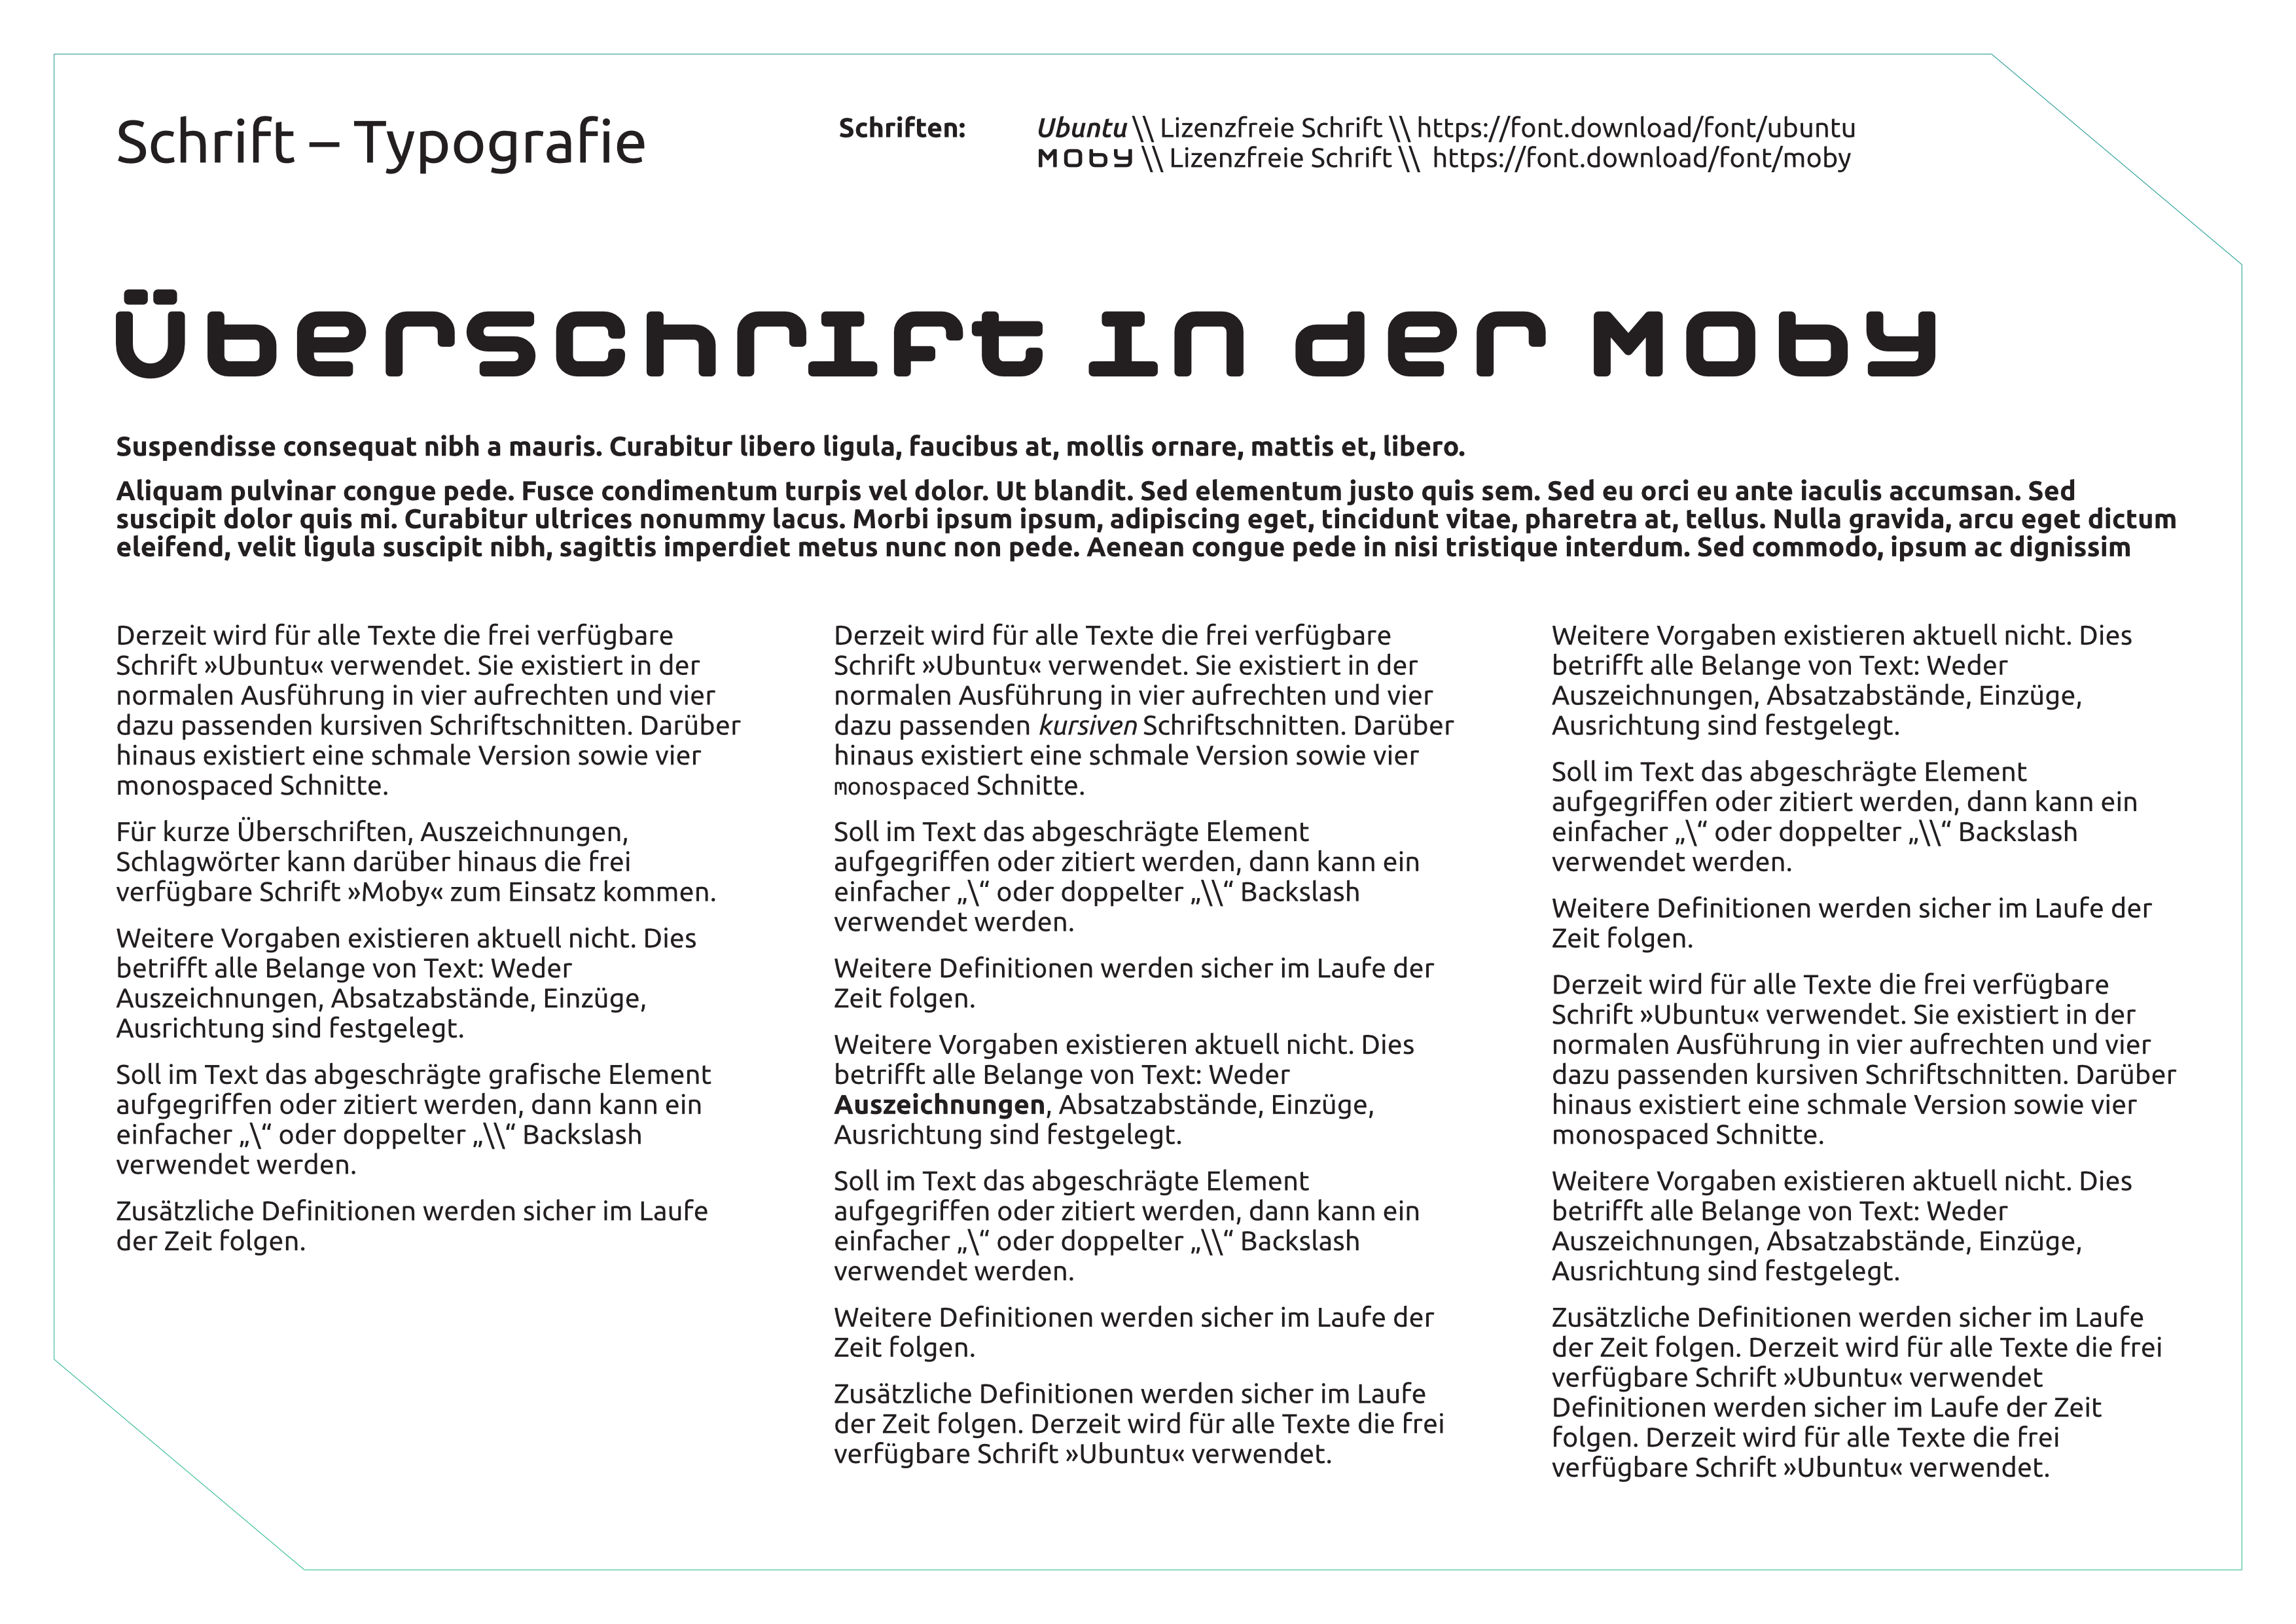 Schrift – Typografie
Schriften:
Ubuntu \\ Lizenzfreie Schrift \\ https://font.download/font/ubuntu
Moby \\ Lizenzfreie Schrift \\ https://font.download/font/moby
Überschrift in der Moby
Suspendisse consequat nibh a mauris. Curabitur libero ligula, faucibus at, mollis ornare, mattis et, libero.
Aliquam pulvinar congue pede. Fusce condimentum turpis vel dolor. Ut blandit. Sed elementum justo quis sem. Sed eu orci eu ante iaculis accumsan. Sed
suscipit dolor quis mi. Curabitur ultrices nonummy lacus. Morbi ipsum ipsum, adipiscing eget, tincidunt vitae, pharetra at, tellus. Nulla gravida, arcu eget dictum
eleifend, velit ligula suscipit nibh, sagittis imperdiet metus nunc non pede. Aenean congue pede in nisi tristique interdum. Sed commodo, ipsum ac dignissim
Derzeit wird für alle Texte die frei verfügbare
Schrift »Ubuntu« verwendet. Sie existiert in der
normalen Ausführung in vier aufrechten und vier
dazu passenden kursiven Schriftschnitten. Darüber
hinaus existiert eine schmale Version sowie vier
monospaced Schnitte.
Für kurze Überschriften, Auszeichnungen,
Schlagwörter kann darüber hinaus die frei
verfügbare Schrift »Moby« zum Einsatz kommen.
Weitere Vorgaben existieren aktuell nicht. Dies
betrifft alle Belange von Text: Weder
Auszeichnungen, Absatzabstände, Einzüge,
Ausrichtung sind festgelegt.
Soll im Text das abgeschrägte grafische Element
aufgegriffen oder zitiert werden, dann kann ein
einfacher „\“ oder doppelter „\\“ Backslash
verwendet werden.
Zusätzliche Definitionen werden sicher im Laufe
der Zeit folgen.
Derzeit wird für alle Texte die frei verfügbare
Schrift »Ubuntu« verwendet. Sie existiert in der
normalen Ausführung in vier aufrechten und vier
dazu passenden kursiven Schriftschnitten. Darüber
hinaus existiert eine schmale Version sowie vier
monospaced Schnitte.
Soll im Text das abgeschrägte Element
aufgegriffen oder zitiert werden, dann kann ein
einfacher „\“ oder doppelter „\\“ Backslash
verwendet werden.
Weitere Definitionen werden sicher im Laufe der
Zeit folgen.
Weitere Vorgaben existieren aktuell nicht. Dies
betrifft alle Belange von Text: Weder
Auszeichnungen, Absatzabstände, Einzüge,
Ausrichtung sind festgelegt.
Soll im Text das abgeschrägte Element
aufgegriffen oder zitiert werden, dann kann ein
einfacher „\“ oder doppelter „\\“ Backslash
verwendet werden.
Weitere Definitionen werden sicher im Laufe der
Zeit folgen.
Zusätzliche Definitionen werden sicher im Laufe
der Zeit folgen. Derzeit wird für alle Texte die frei
verfügbare Schrift »Ubuntu« verwendet.
Weitere Vorgaben existieren aktuell nicht. Dies
betrifft alle Belange von Text: Weder
Auszeichnungen, Absatzabstände, Einzüge,
Ausrichtung sind festgelegt.
Soll im Text das abgeschrägte Element
aufgegriffen oder zitiert werden, dann kann ein
einfacher „\“ oder doppelter „\\“ Backslash
verwendet werden.
Weitere Definitionen werden sicher im Laufe der
Zeit folgen.
Derzeit wird für alle Texte die frei verfügbare
Schrift »Ubuntu« verwendet. Sie existiert in der
normalen Ausführung in vier aufrechten und vier
dazu passenden kursiven Schriftschnitten. Darüber
hinaus existiert eine schmale Version sowie vier
monospaced Schnitte.
Weitere Vorgaben existieren aktuell nicht. Dies
betrifft alle Belange von Text: Weder
Auszeichnungen, Absatzabstände, Einzüge,
Ausrichtung sind festgelegt.
Zusätzliche Definitionen werden sicher im Laufe
der Zeit folgen. Derzeit wird für alle Texte die frei
verfügbare Schrift »Ubuntu« verwendet
Definitionen werden sicher im Laufe der Zeit
folgen. Derzeit wird für alle Texte die frei
verfügbare Schrift »Ubuntu« verwendet.